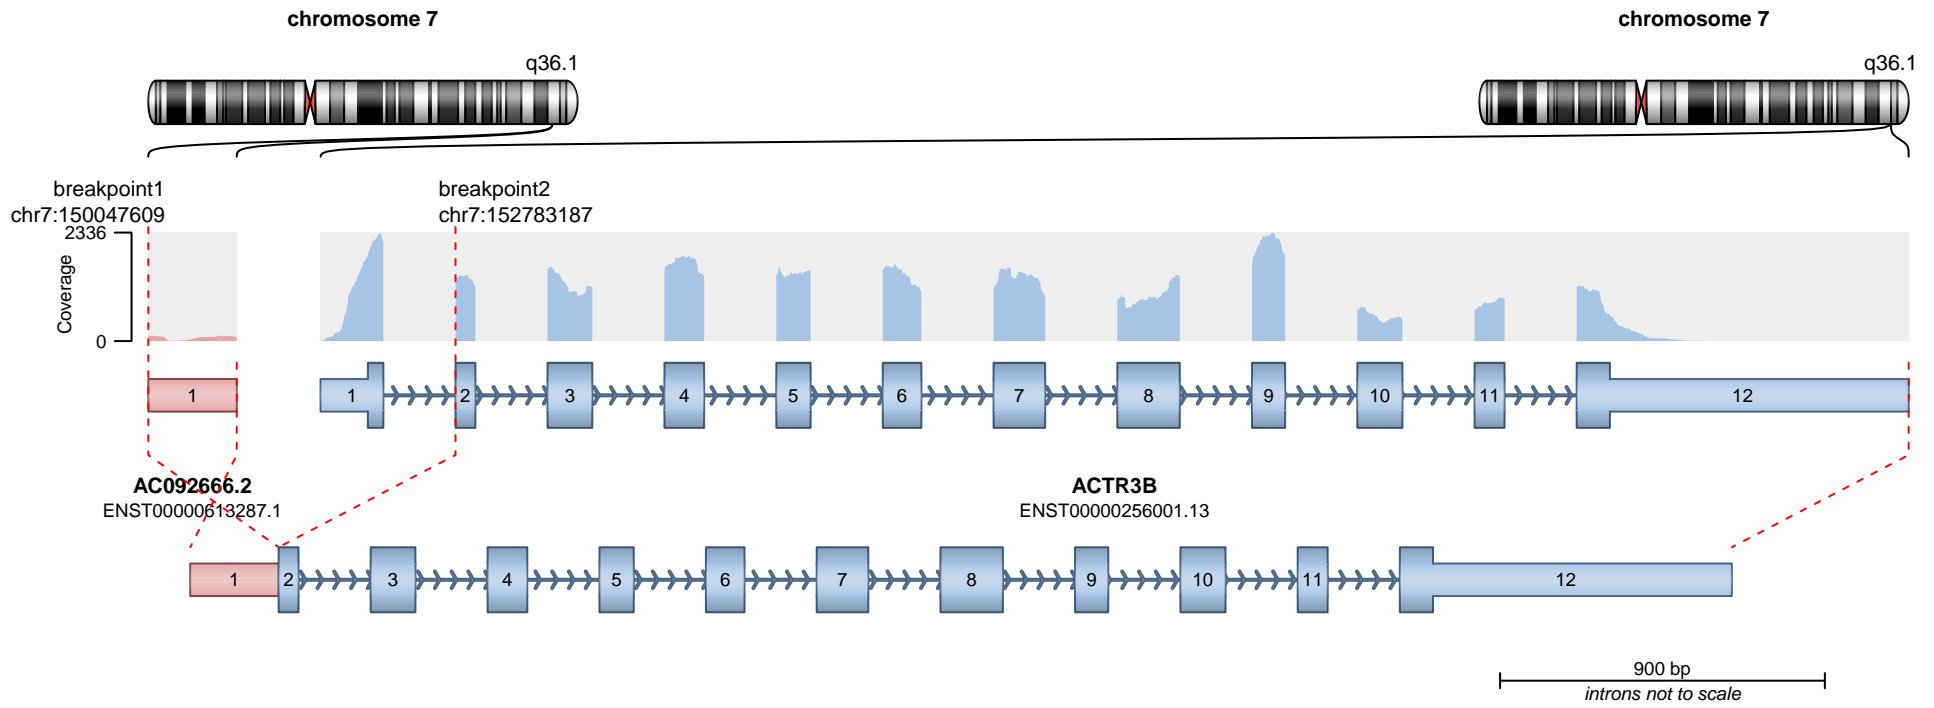 chromosome 7
chromosome 7
q36.1
q36.1
breakpoint1
chr7:150047609
breakpoint2
chr7:152783187
2336
Coverage
0
1
1
2
3
4
5
6
7
8
9
10
11
12
AC092666.2
ENST00000613287.1
ACTR3B
ENST00000256001.13
1
2
3
4
5
6
7
8
9
10
11
12
900 bp
introns not to scale